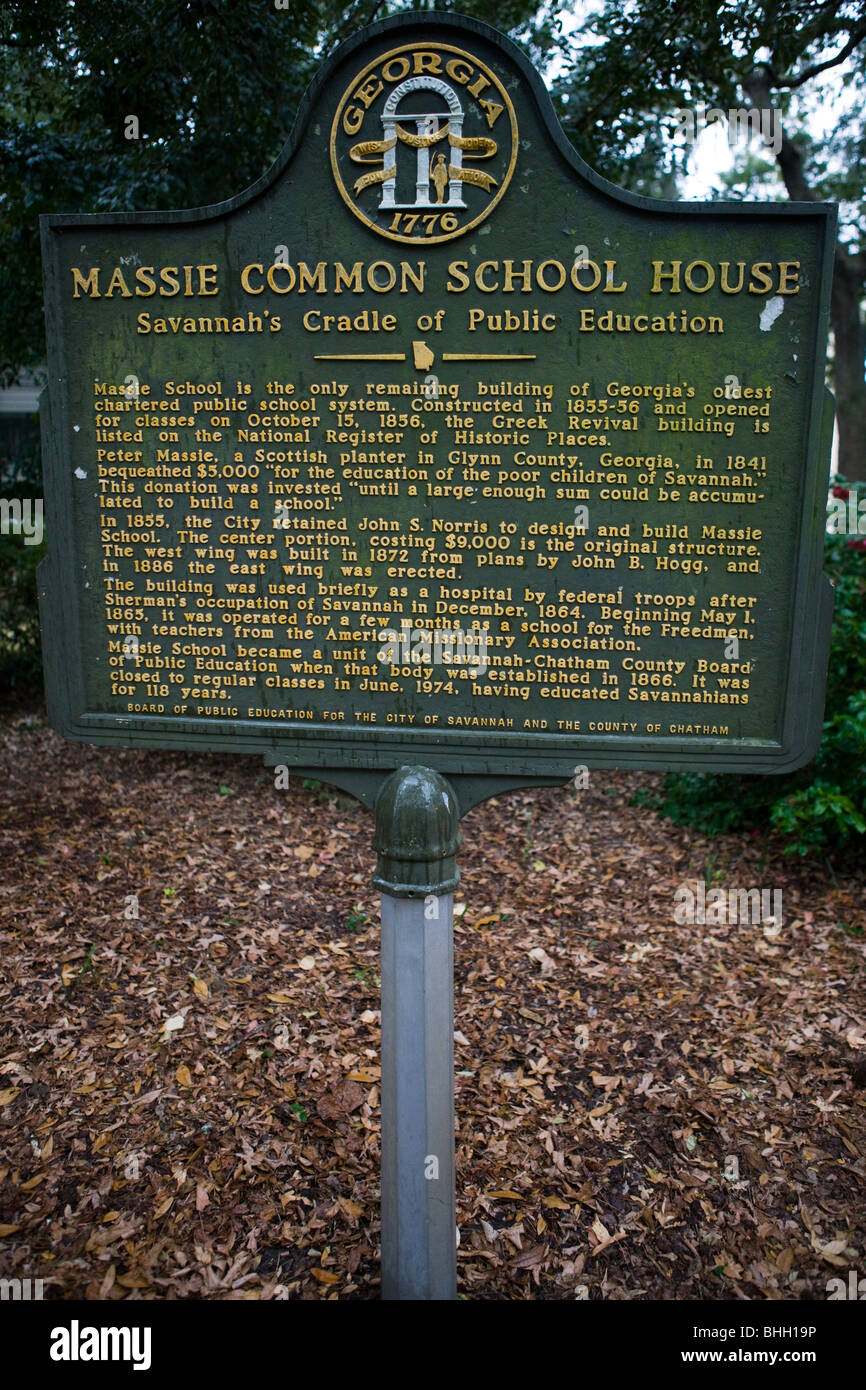 GEORGIA
CONSTITUTION
1776
MASSIE COMMON SCHOOL HOUSE
Savannah's Cradle of Public Education
Massie School is the only remaining building of Georgia's oldest
chartered public school system. Constructed in 1855-56 and opened
for classes on October 15, 1856, the Greek Revival building is
listed on the National Register of Historic Places.
Peter Massie, a Scottish planter in Glynn County, Georgia, in 1841
bequeathed $5,000 "for the education of the poor children of Savannah."
This donation was invested "until a large enough sum could be accumu-
lated to build a school."
In 1855, the City retained John S. Norris to design and build Massie
School. The center portion, costing $9,000 is the original structure.
The west wing was built in 1872 from plans by John B. Hogg, and
in 1886 the east wing was erected.
The building was used briefly as a hospital by federal troops after
Sherman's occupation of Savannah in December, 1864. Beginning May 1,
1865, it was operated for a few months as a school for the Freedmen,
with teachers from the American Missionary Association.
Massie School became a unit of the Savannah-Chatham County Board
of Public Education when that body was established in 1866. It was
closed to regular classes in June, 1974, having educated Savannahians
for 118 years.
BOARD OF PUBLIC EDUCATION FOR THE CITY OF SAVANNAH AND THE COUNTY OF CHATHAM
alamy
Image ID: BHH19P
www.alamy.com